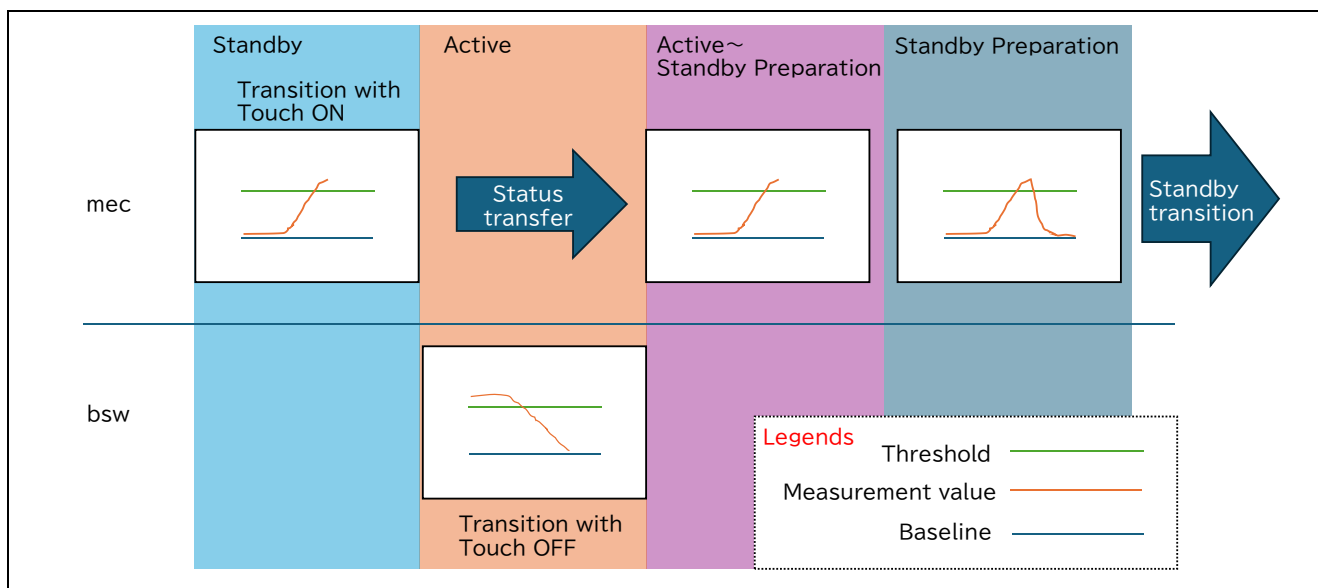 Standby
Active
Active～
Standby Preparation
Standby Preparation
Transition with
Touch ON
mec
Status
transfer
Standby
transition
bsw
Transition with
Touch OFF
Legends
Threshold
Measurement value
Baseline